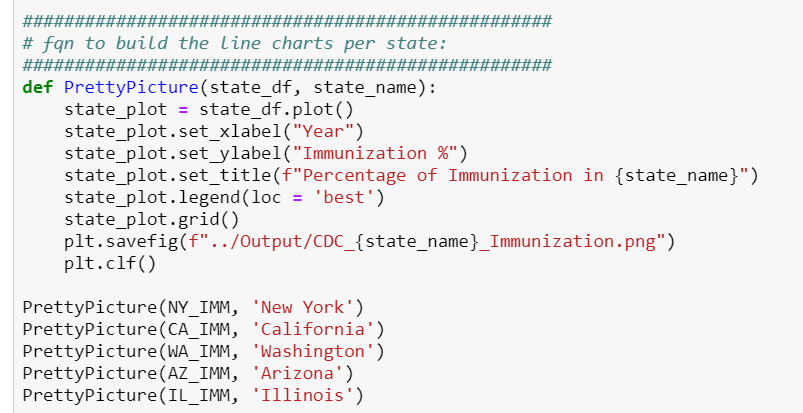 ###################################################
# fqn to build the line charts per state:
###################################################
def PrettyPicture(state_df, state_name):
    state_plot = state_df.plot()
    state_plot.set_xlabel("Year")
    state_plot.set_ylabel("Immunization %")
    state_plot.set_title(f"Percentage of Immunization in {state_name}")
    state_plot.legend(loc = 'best')
    state_plot.grid()
    plt.savefig(f"../Output/CDC_{state_name}_Immunization.png")
    plt.clf()

PrettyPicture(NY_IMM, 'New York')
PrettyPicture(CA_IMM, 'California')
PrettyPicture(WA_IMM, 'Washington')
PrettyPicture(AZ_IMM, 'Arizona')
PrettyPicture(IL_IMM, 'Illinois')